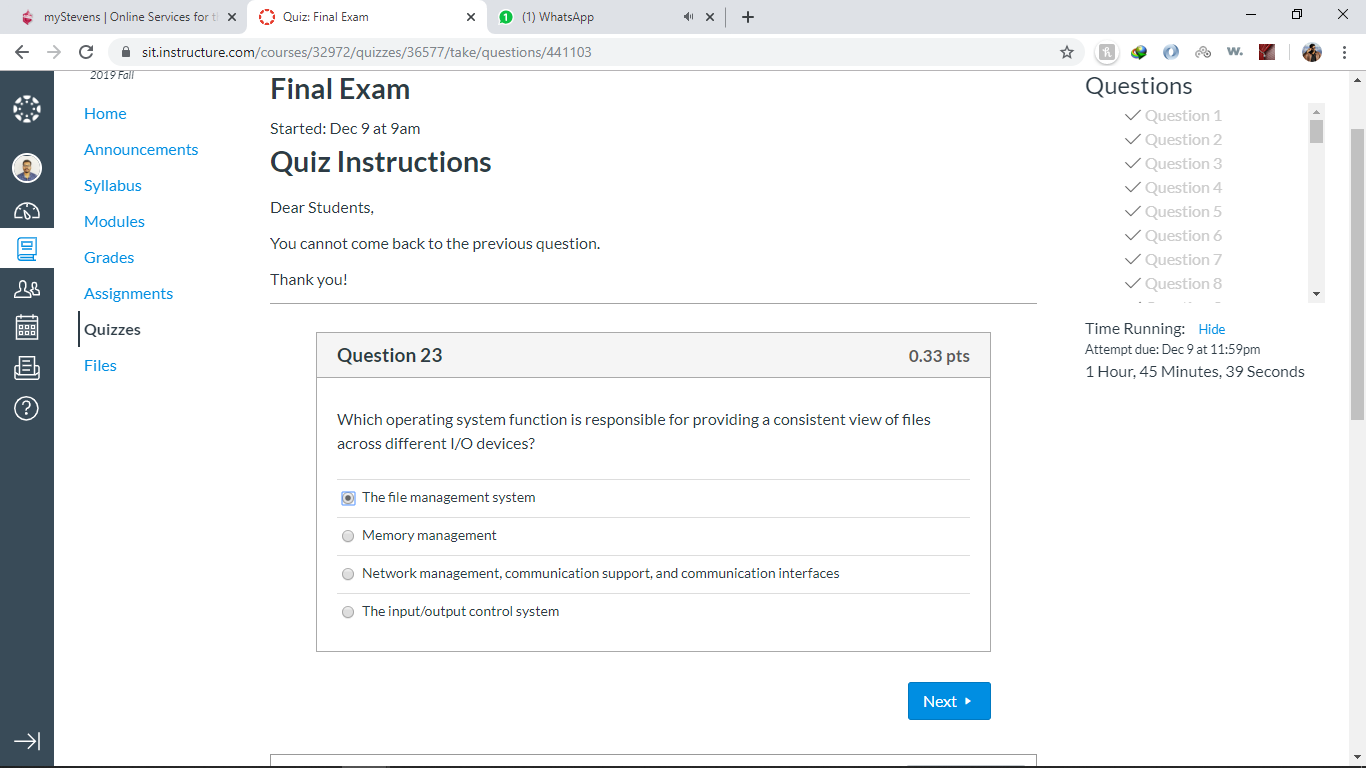 myStevens | Online Services for t
Quiz: Final Exam
(1) WhatsApp
sit.instructure.com/courses/32972/quizzes/36577/take/questions/441103
2019 Fall
Home
Announcements
Syllabus
Modules
Grades
Assignments
Quizzes
Files
Final Exam
Started: Dec 9 at 9am
Quiz Instructions
Dear Students,
You cannot come back to the previous question.
Thank you!
Question 23
0.33 pts
Which operating system function is responsible for providing a consistent view of files
across different I/O devices?
The file management system
Memory management
Network management, communication support, and communication interfaces
The input/output control system
Next
Questions
Question 1
Question 2
Question 3
Question 4
Question 5
Question 6
Question 7
Question 8
Time Running: Hide
Attempt due: Dec 9 at 11:59pm
1 Hour, 45 Minutes, 39 Seconds